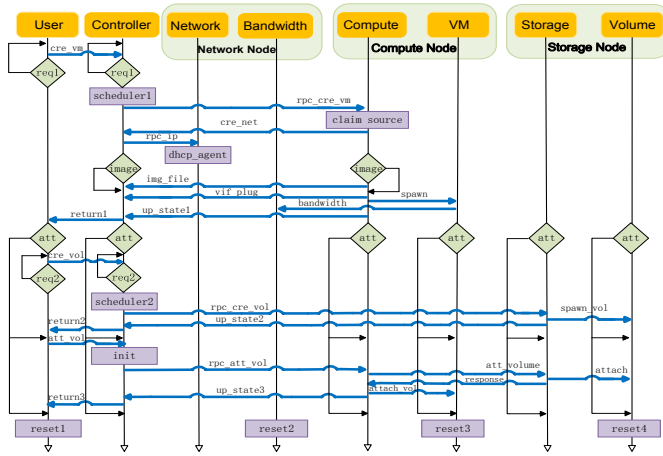 User Controller Network Bandwidth Compute VM Storage Volume
Network Node Compute Node Storage Node
cre_vm
req1 req1
scheduler1
rpc_cre_vm
claim source
cre_net
rpc_ip
dhcp_agent
image image
img_file
vif_plug spawn
bandwidth
return1 up_state1
att att att att att att
cre_vol
req2 req2
scheduler2
rpc_cre_vol spawn_vol
return2 up_state2
att_vol
init
rpc_att_vol att_volume attach
response
up_state3 attach_vol
return3
reset1 reset2 reset3 reset4